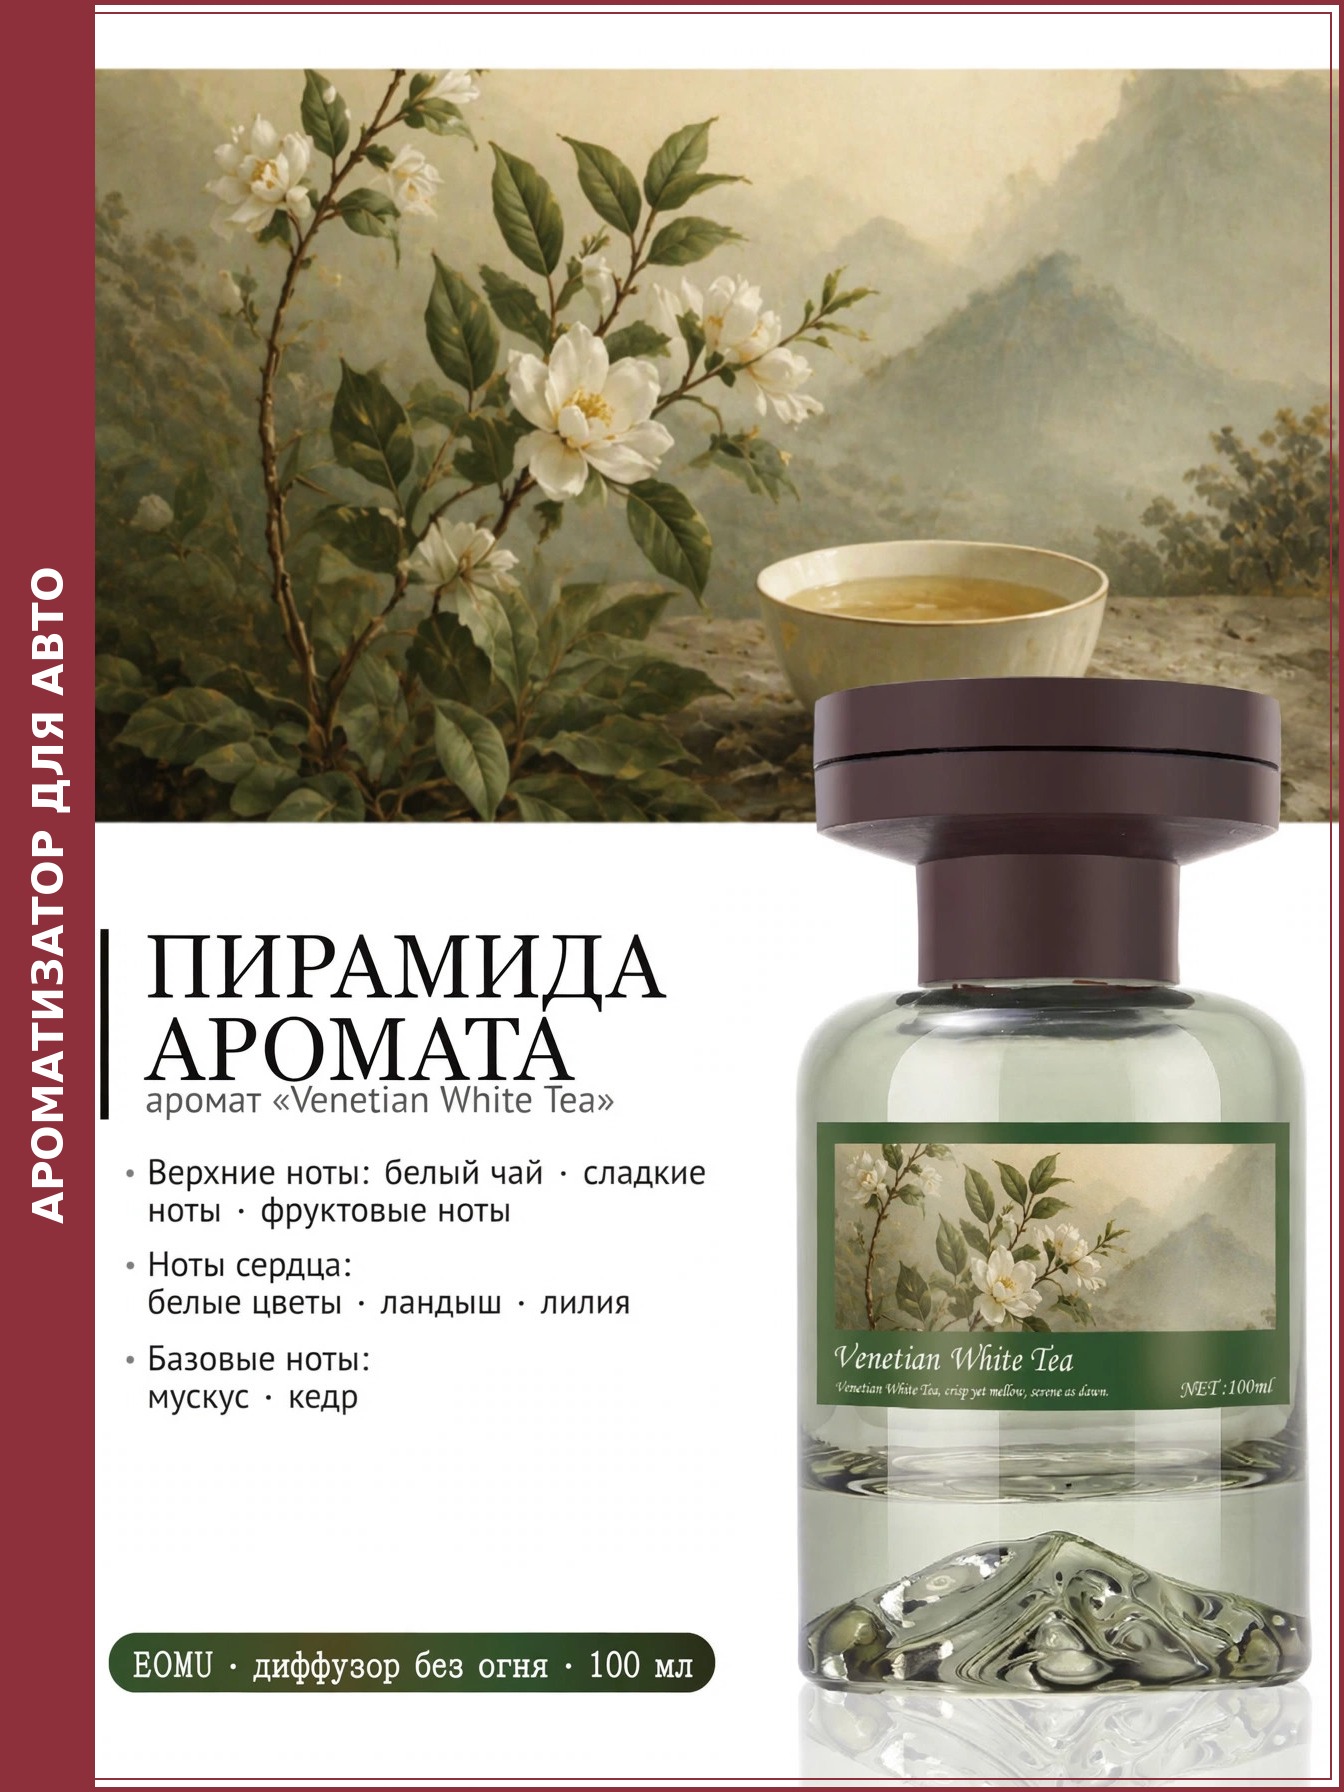 АРОМАТИЗАТОР ДЛЯ АВТО
ПИРАМИДА
АРОМАТА
аромат «Venetian White Tea»
• Верхние ноты: белый чай · сладкие
ноты · фруктовые ноты
• Ноты сердца:
белые цветы · ландыш · лилия
• Базовые ноты:
мускус · кедр
EOMU · диффузор без огня · 100 мл
Venetian White Tea
Venetian White Tea, crisp yet mellow, serene as dawn.
NET:100ml